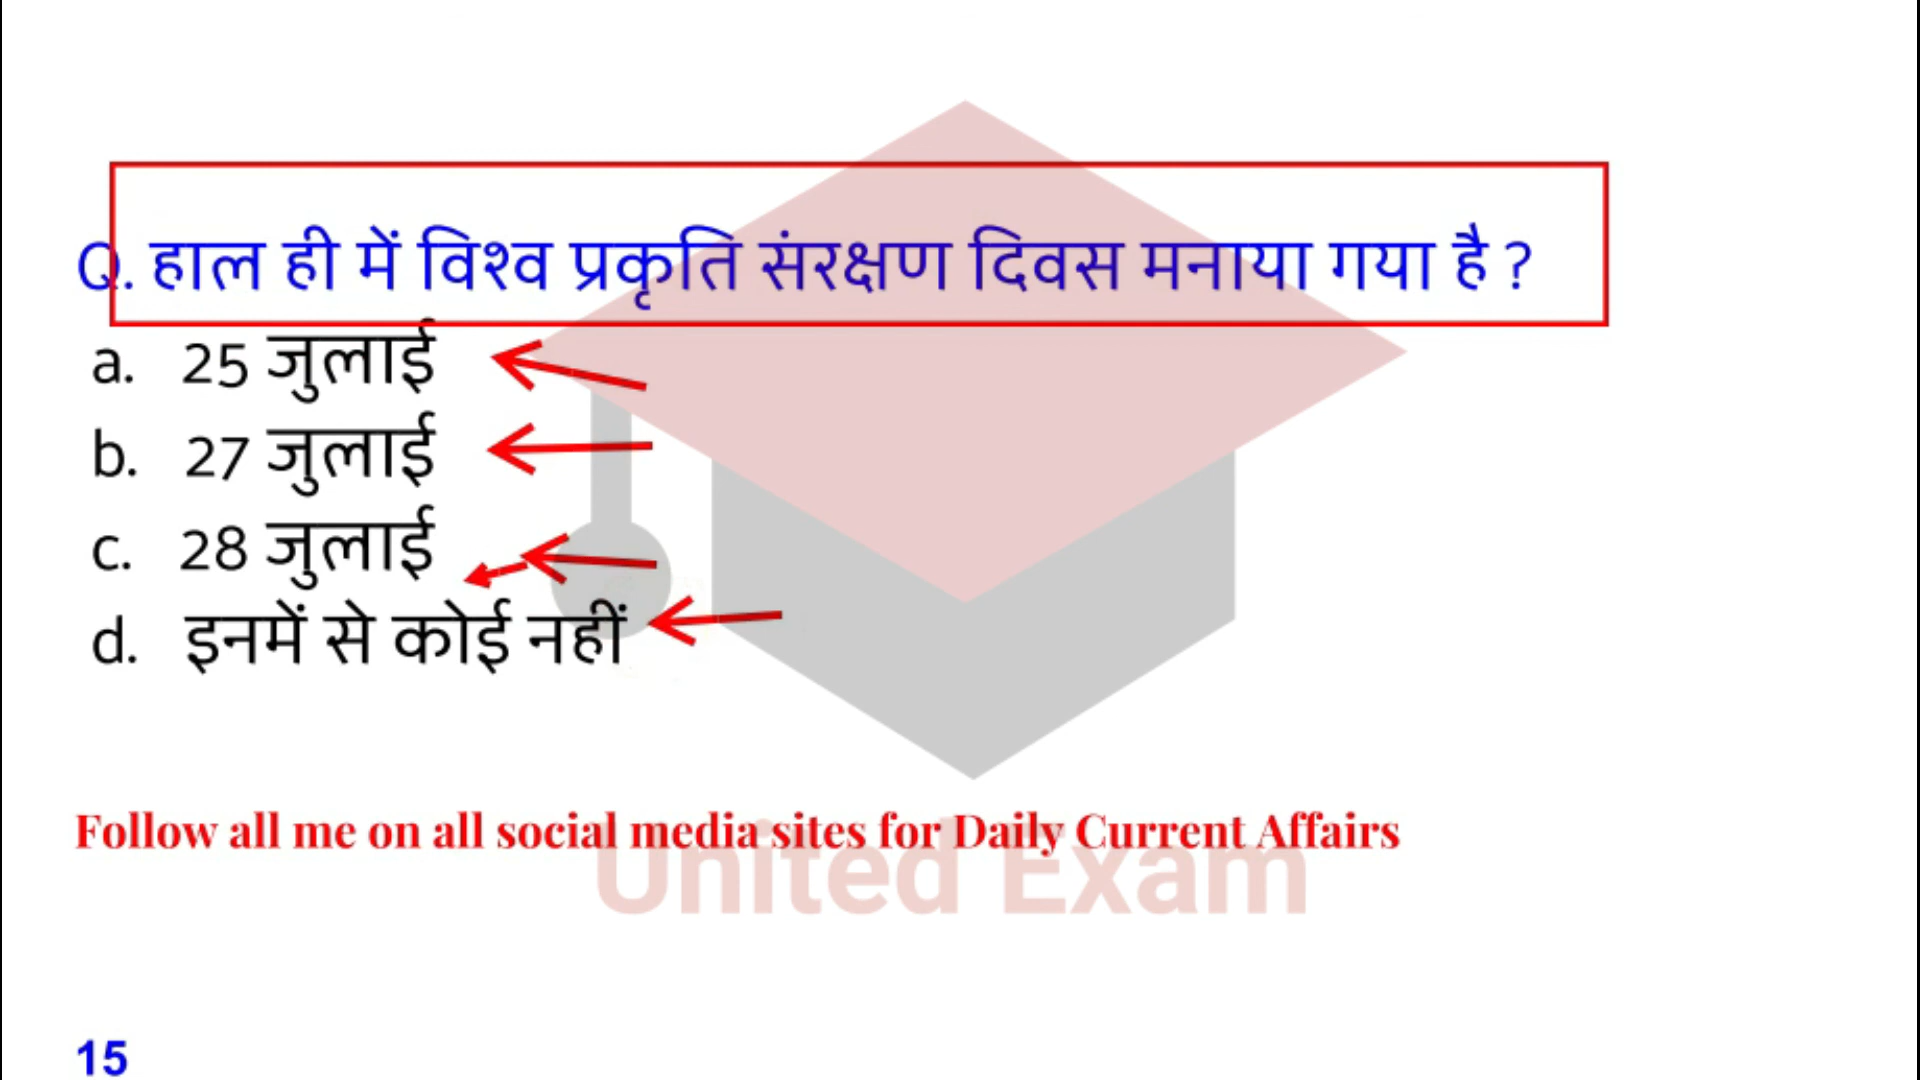 Q. हाल ही में विश्व प्रकृति संरक्षण दिवस मनाया गया है ?
a. 25 जुलाई
b. 27 जुलाई
c. 28 जुलाई
d. इनमें से कोई नहीं
Follow all me on all social media sites for Daily Current Affairs
United Exam
15